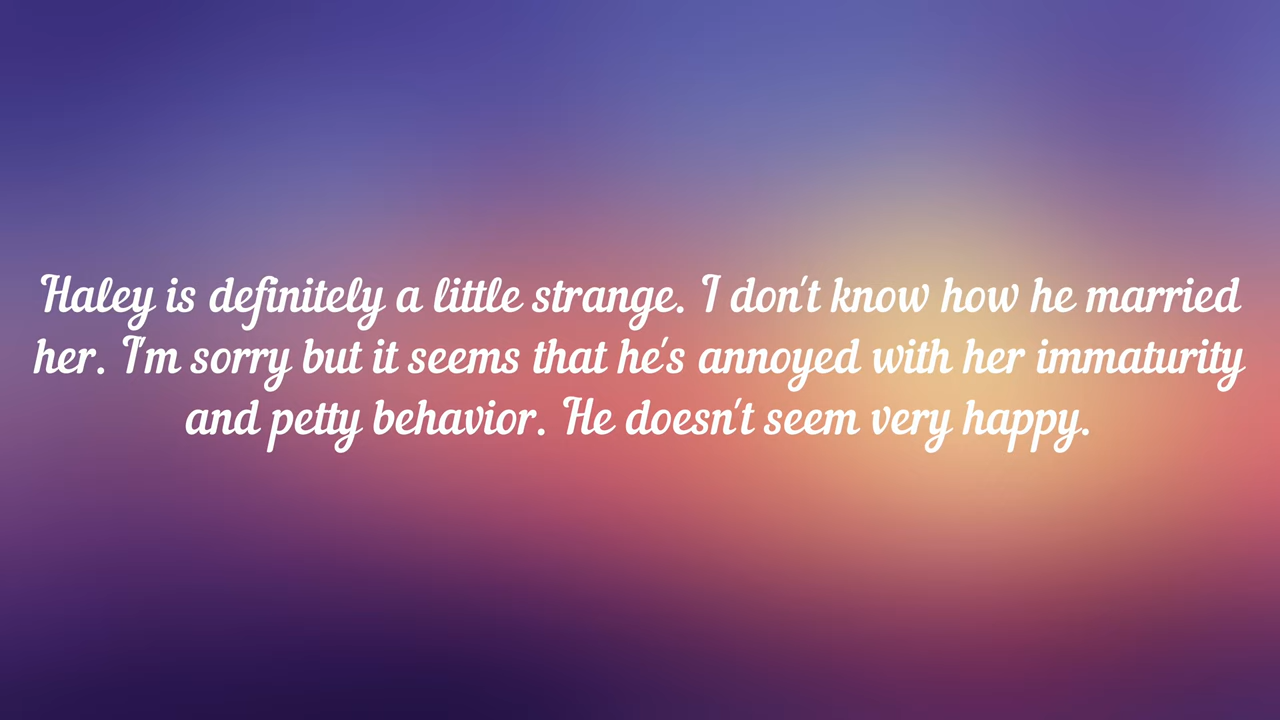 Haley is definitely a little strange. I don't know how he married
her. I'm sorry but it seems that he's annoyed with her immaturity
and petty behavior. He doesn't seem very happy.